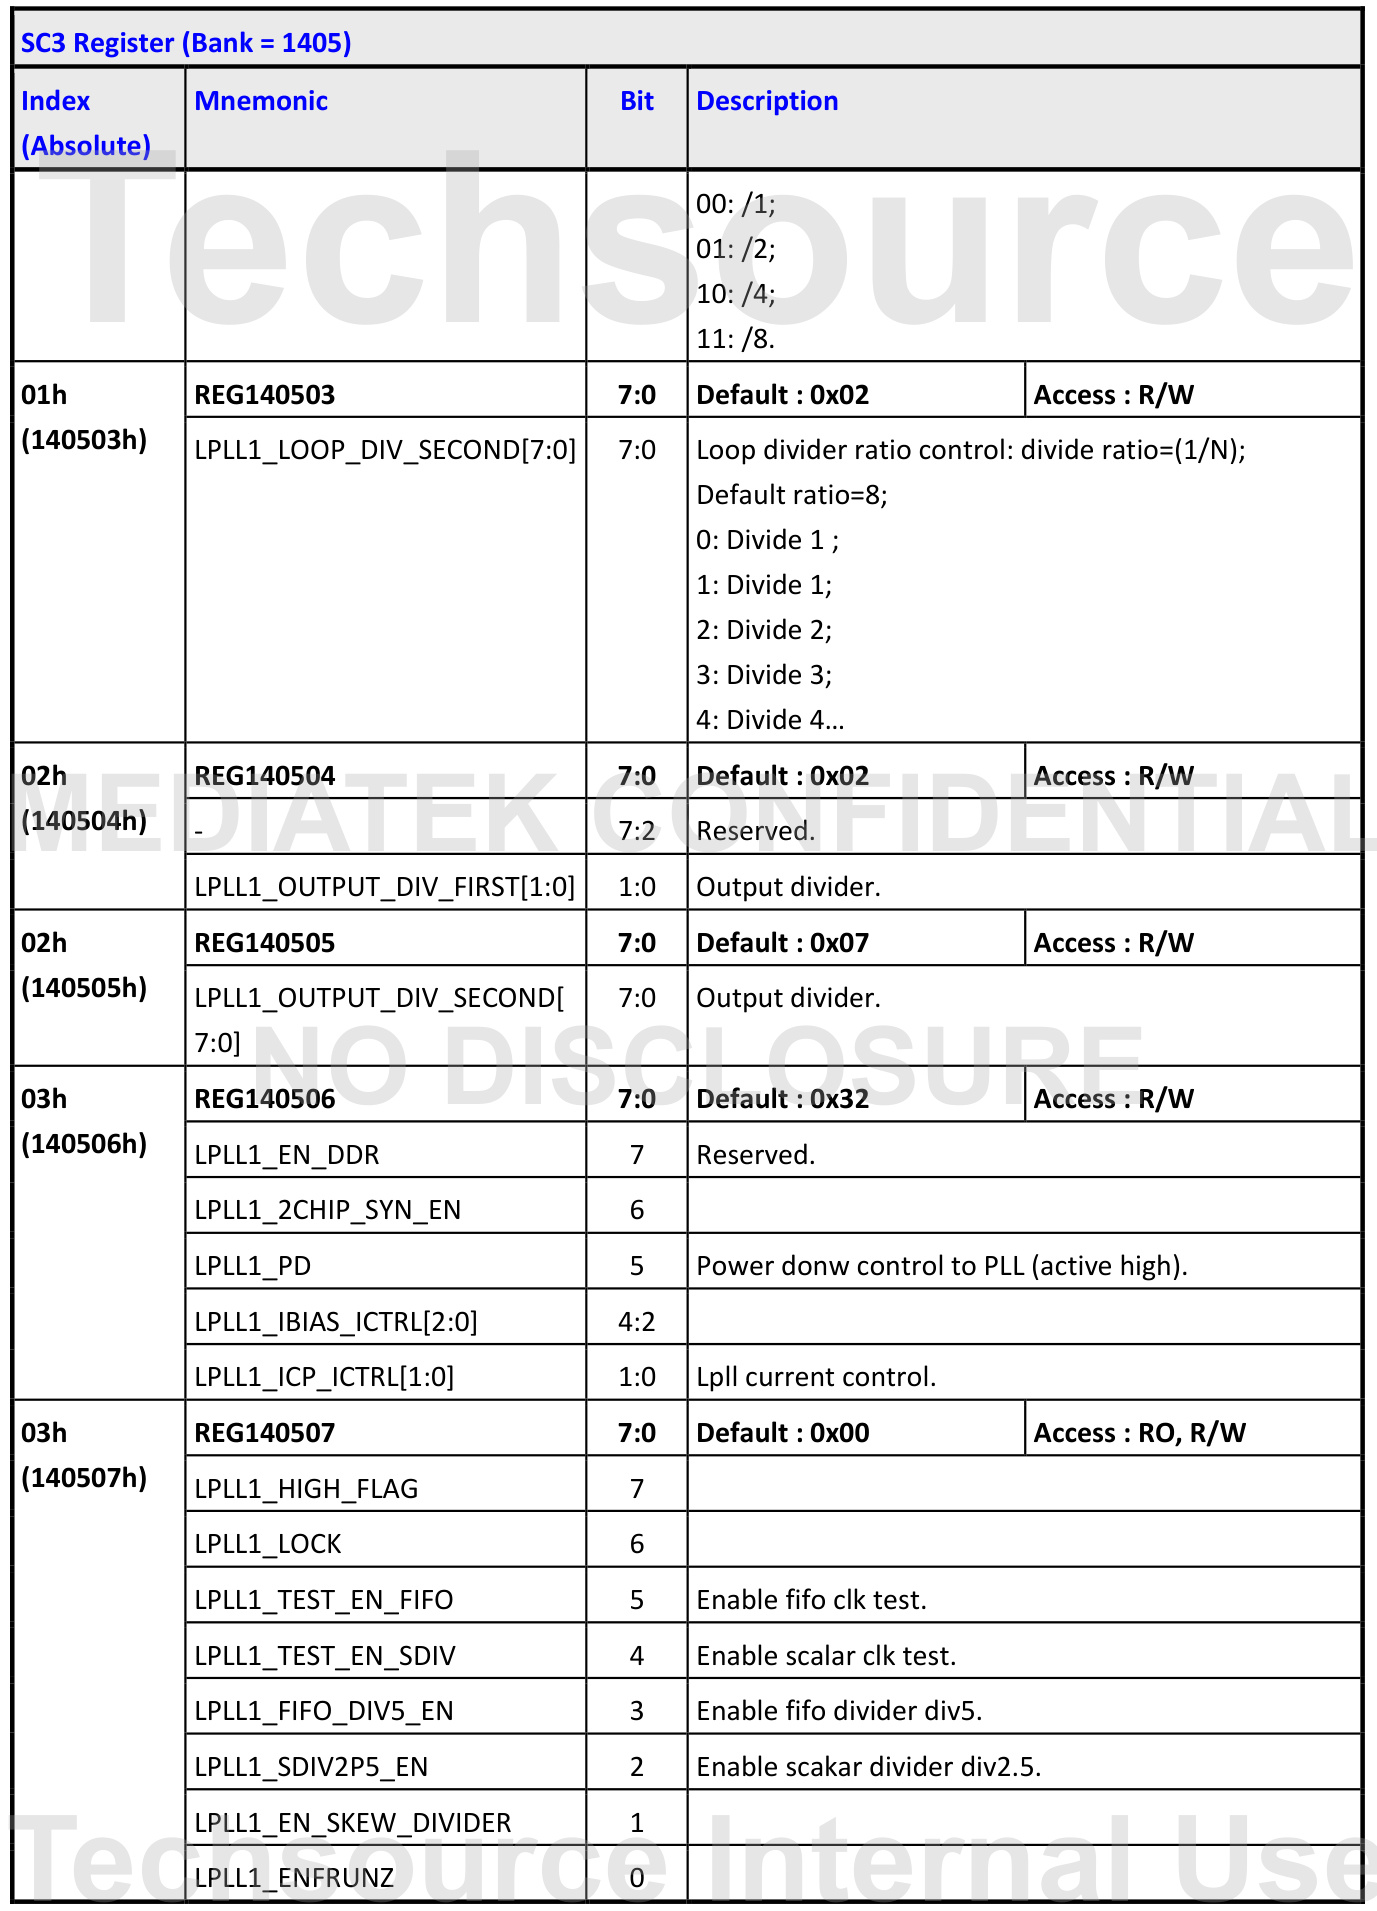 SC3 Register (Bank = 1405)
Index
(Absolute)
Mnemonic
Bit
Description
00: /1;
01: /2;
10: /4;
11: /8.
01h
(140503h)
REG140503
7:0
Default : 0x02
Access : R/W
LPLL1_LOOP_DIV_SECOND[7:0]
7:0
Loop divider ratio control: divide ratio=(1/N);
Default ratio=8;
0: Divide 1 ;
1: Divide 1;
2: Divide 2;
3: Divide 3;
4: Divide 4...
02h
(140504h)
REG140504
7:0
Default : 0x02
Access : R/W
-
7:2
Reserved.
LPLL1_OUTPUT_DIV_FIRST[1:0]
1:0
Output divider.
02h
(140505h)
REG140505
7:0
Default : 0x07
Access : R/W
LPLL1_OUTPUT_DIV_SECOND[
7:0]
7:0
Output divider.
03h
(140506h)
REG140506
7:0
Default : 0x32
Access : R/W
LPLL1_EN_DDR
7
Reserved.
LPLL1_2CHIP_SYN_EN
6
LPLL1_PD
5
Power donw control to PLL (active high).
LPLL1_IBIAS_ICTRL[2:0]
4:2
LPLL1_ICP_ICTRL[1:0]
1:0
Lpll current control.
03h
(140507h)
REG140507
7:0
Default : 0x00
Access : RO, R/W
LPLL1_HIGH_FLAG
7
LPLL1_LOCK
6
LPLL1_TEST_EN_FIFO
5
Enable fifo clk test.
LPLL1_TEST_EN_SDIV
4
Enable scalar clk test.
LPLL1_FIFO_DIV5_EN
3
Enable fifo divider div5.
LPLL1_SDIV2P5_EN
2
Enable scakar divider div2.5.
LPLL1_EN_SKEW_DIVIDER
1
LPLL1_ENFRUNZ
0
Techsource
MEDIATEK CONFIDENTIAL
NO DISCLOSURE
Techsource Internal Use